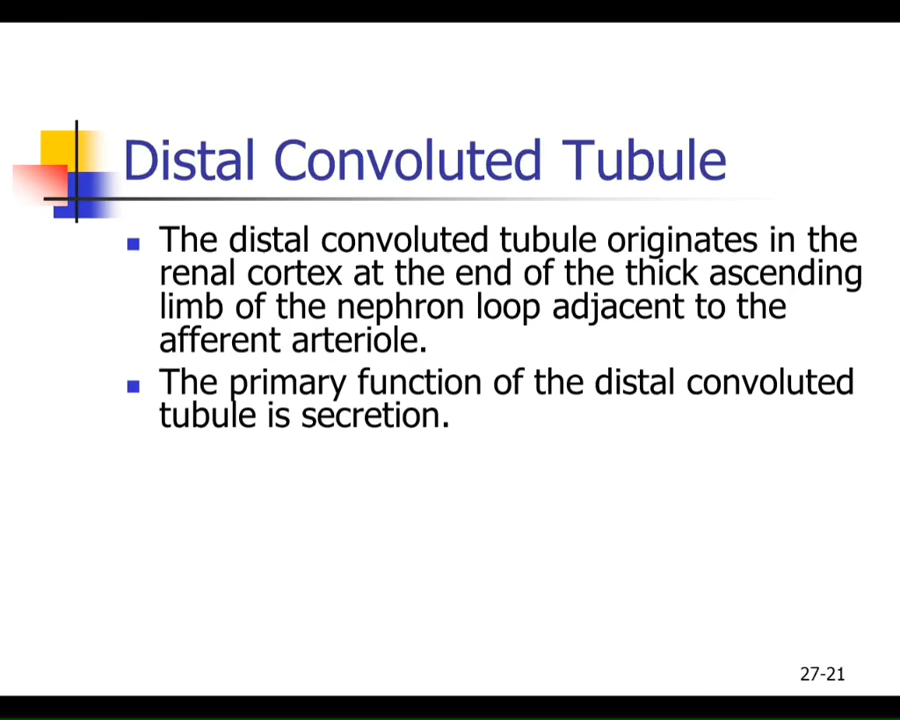 Distal Convoluted Tubule
The distal convoluted tubule originates in the
renal cortex at the end of the thick ascending
limb of the nephron loop adjacent to the
afferent arteriole.
The primary function of the distal convoluted
tubule is secretion.
27-21